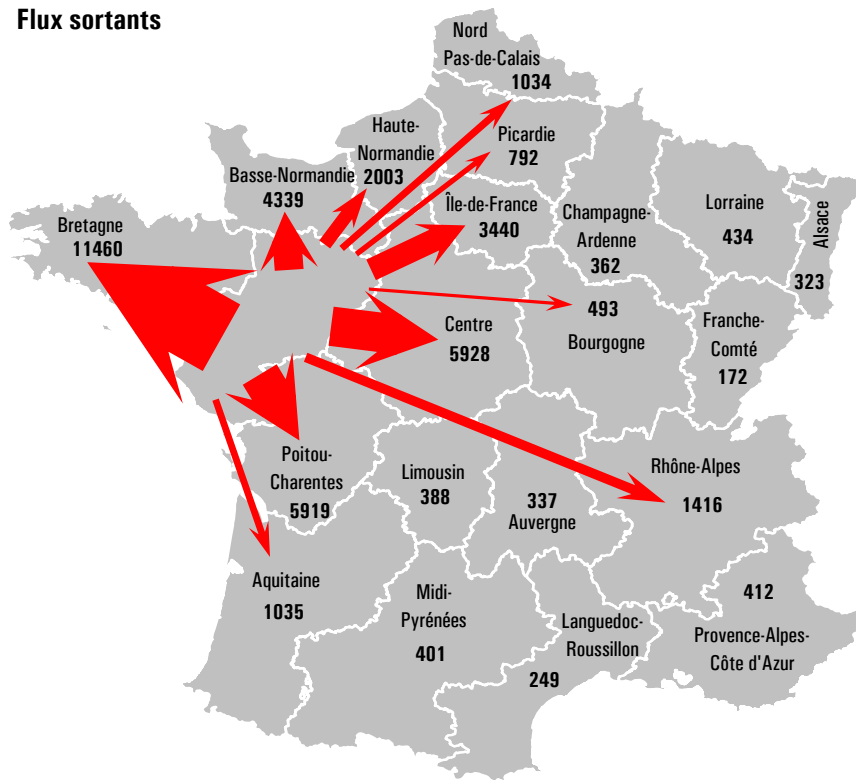 Flux sortants
Nord
Pas-de-Calais
1034
Picardie
792
Haute-
Normandie
2003
Basse-Normandie
4339
Île-de-France
3440
Bretagne
11460
Champagne-
Ardenne
362
Lorraine
434
Alsace
323
Centre
5928
493
Bourgogne
Franche-
Comté
172
Poitou-
Charentes
5919
Limousin
388
337
Auvergne
Rhône-Alpes
1416
Aquitaine
1035
Midi-
Pyrénées
401
Languedoc-
Roussillon
249
412
Provence-Alpes-
Côte d'Azur